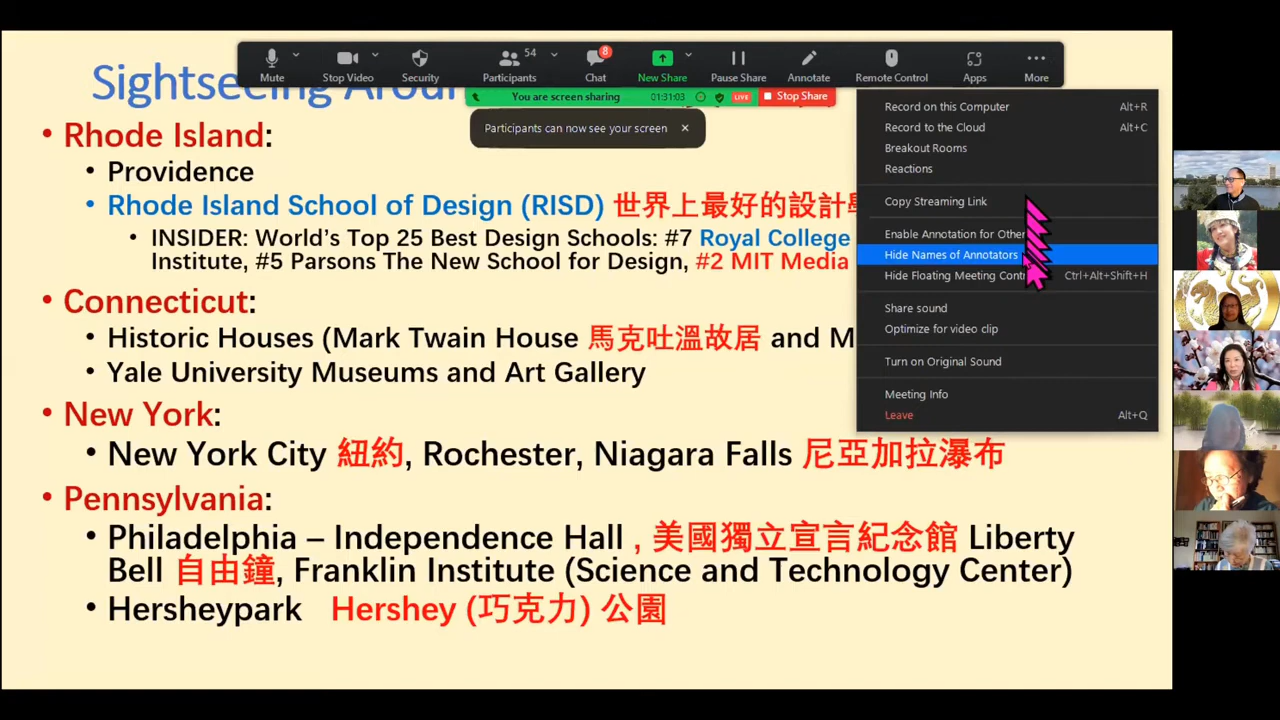 Mute
Stop Video
Security
Participants 54
Chat 8
New Share
Pause Share
Annotate
Remote Control
Apps
More
You are screen sharing 01:31:03 LIVE Stop Share
Participants can now see your screen
Record on this Computer Alt+R
Record to the Cloud Alt+C
Breakout Rooms
Reactions
Copy Streaming Link
Enable Annotation for Other
Hide Names of Annotators
Hide Floating Meeting Contr Ctrl+Alt+Shift+H
Share sound
Optimize for video clip
Turn on Original Sound
Meeting Info
Leave Alt+Q
Sightseeing Around
• Rhode Island:
• Providence
• Rhode Island School of Design (RISD) 世界上最好的設計
• INSIDER: World's Top 25 Best Design Schools: #7 Royal College
Institute, #5 Parsons The New School for Design, #2 MIT Media
• Connecticut:
• Historic Houses (Mark Twain House 馬克吐溫故居 and M
• Yale University Museums and Art Gallery
• New York:
• New York City 紐約, Rochester, Niagara Falls 尼亞加拉瀑布
• Pennsylvania:
• Philadelphia – Independence Hall , 美國獨立宣言紀念館 Liberty
Bell 自由鐘, Franklin Institute (Science and Technology Center)
• Hersheypark Hershey (巧克力) 公園